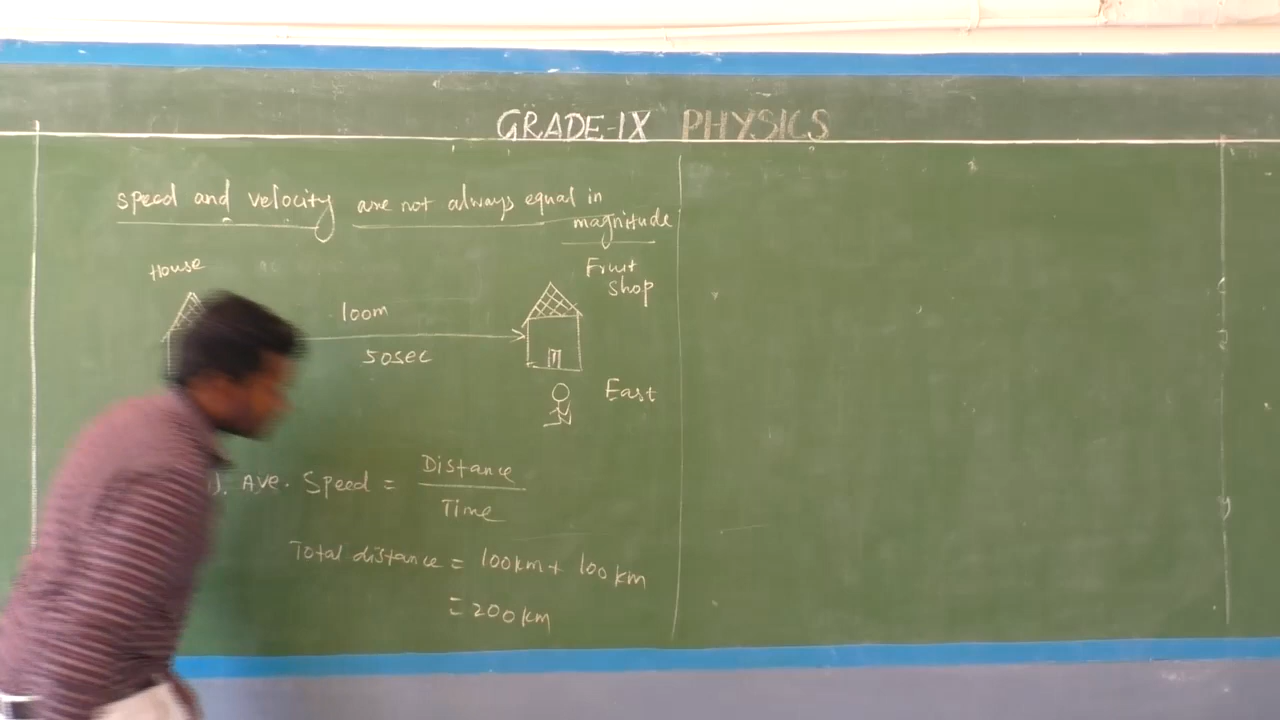 GRADE-IX PHYSICS
speed and velocity are not always equal in
magnitude
House
Fruit
shop
100m
50sec
East
1). Ave. Speed = Distance
Time
Total distance = 100km + 100km
= 200km